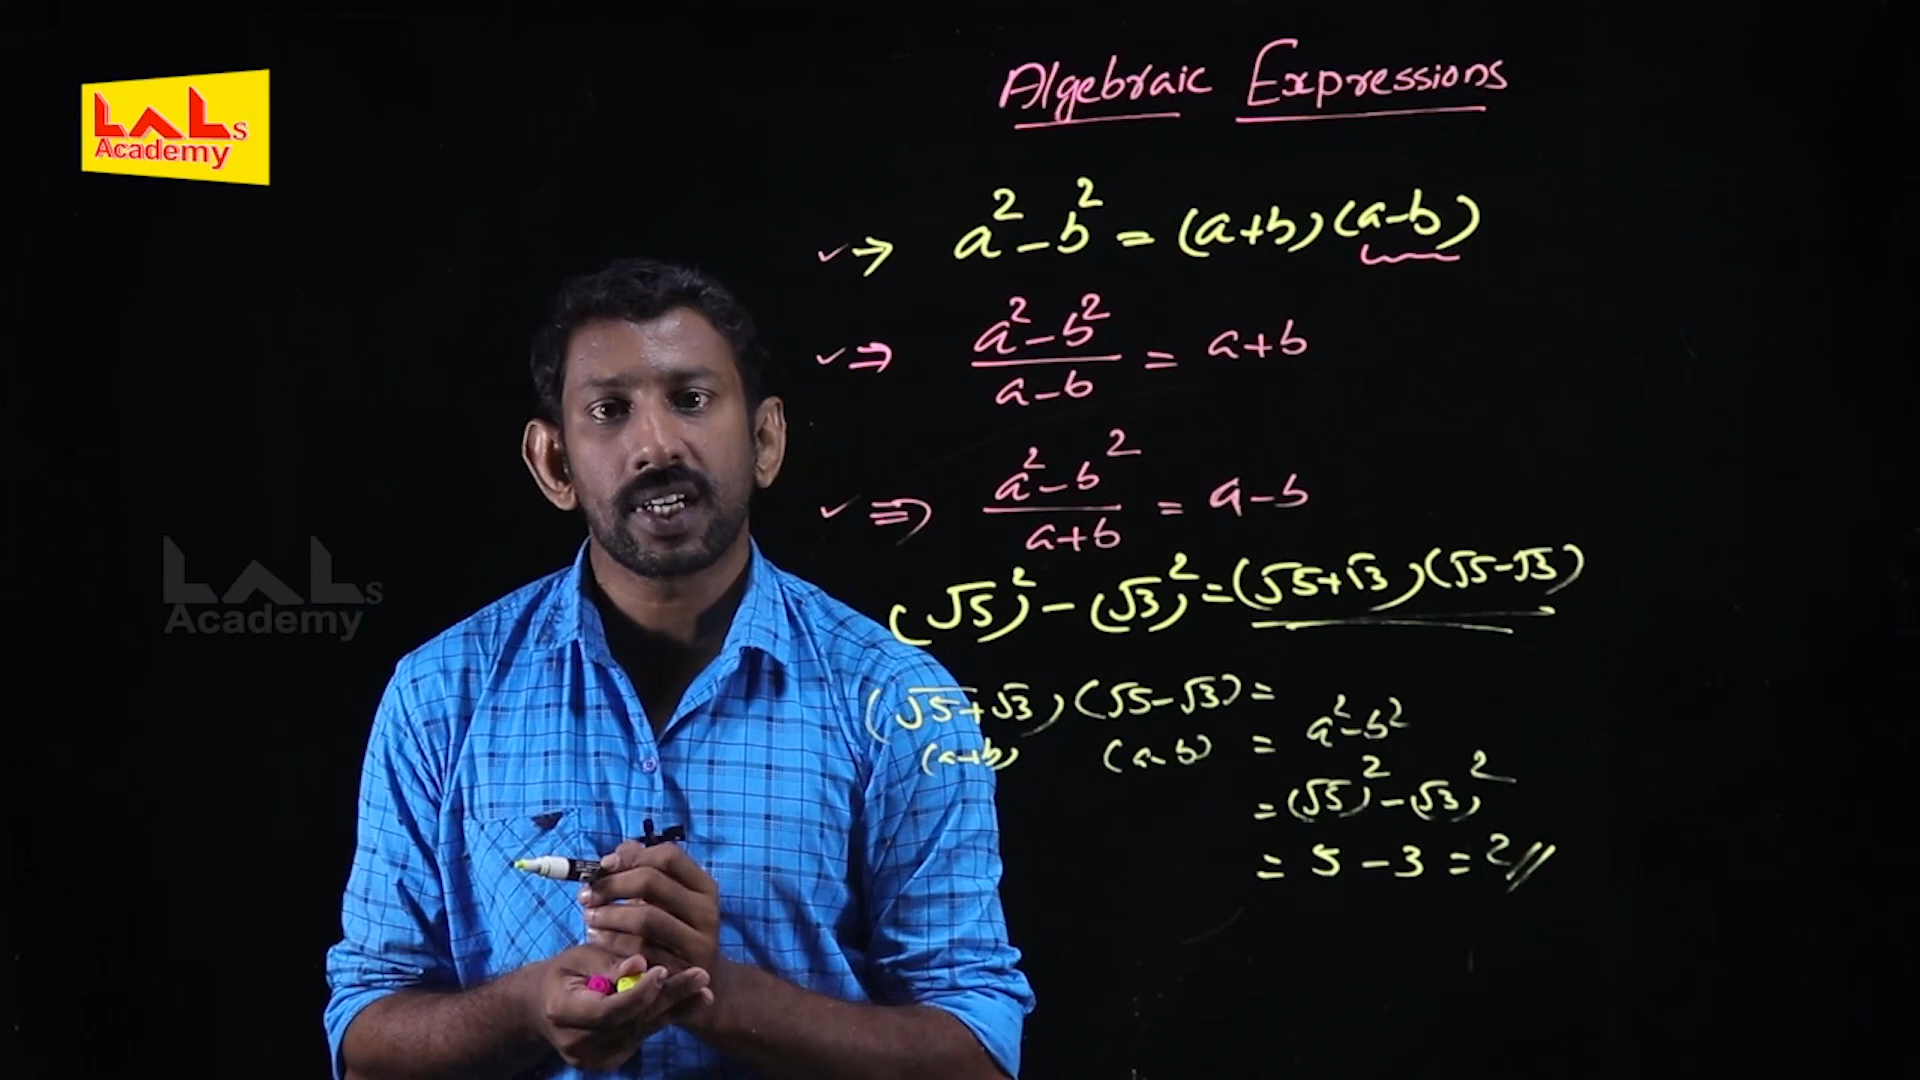 LALs
Academy
Algebraic Expressions
✓→ a² - b² = (a+b)(a-b)
✓⇒ a² - b² / a - b = a+b
✓⇒ a² - b² / a+b = a-b
(√5)² - (√3)² = (√5+√3)(√5-√3)
(√5+√3)(√5-√3) =
(a+b) (a-b) = a² - b²
= (√5)² - (√3)²
= 5 - 3 = 2//
LALs
Academy